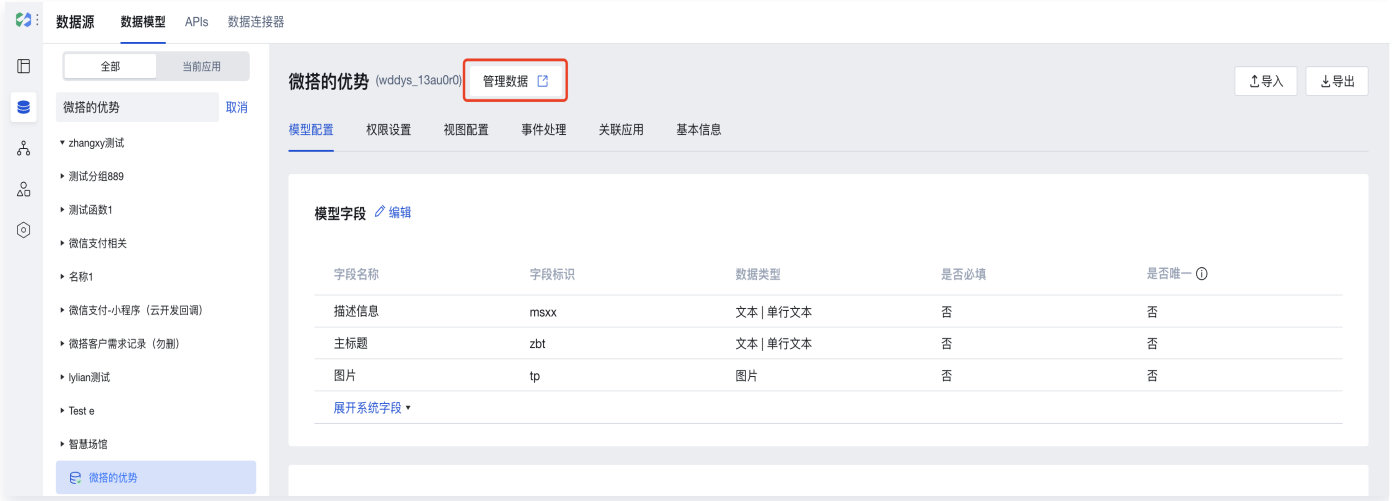 数据源 数据模型 APIs 数据连接器
全部 当前应用
微搭的优势 取消
zhangxy测试
测试分组889
测试函数1
微信支付相关
名称1
微信支付-小程序（云开发回调）
微搭客户需求记录（勿删）
lylian测试
Test e
智慧场馆
微搭的优势
微搭的优势 (wddys_13au0r0) 管理数据 导入 导出
模型配置 权限设置 视图配置 事件处理 关联应用 基本信息
模型字段 编辑
字段名称 字段标识 数据类型 是否必填 是否唯一
描述信息 msxx 文本 | 单行文本 否 否
主标题 zbt 文本 | 单行文本 否 否
图片 tp 图片 否 否
展开系统字段